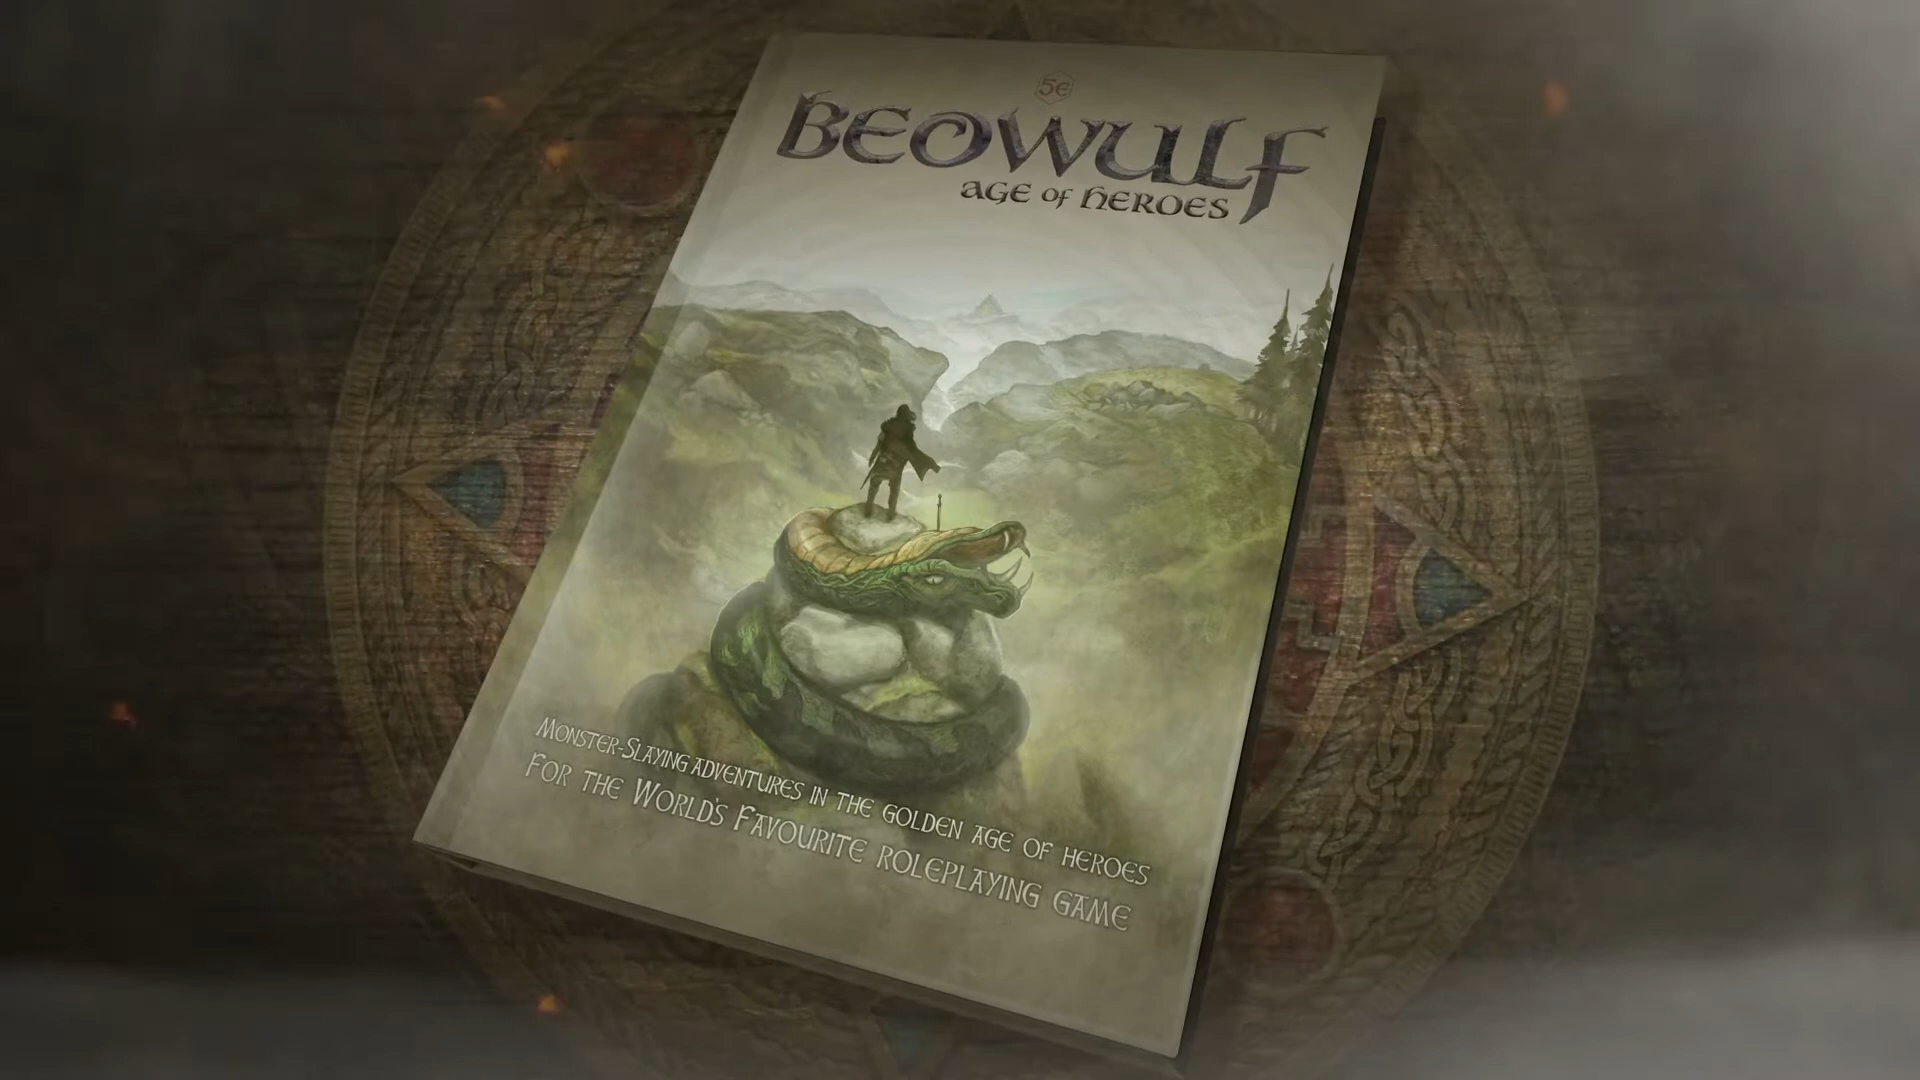 5e
BEOWULF
AGE OF HEROES
MONSTER-SLAYING ADVENTURES IN THE GOLDEN AGE OF HEROES
FOR THE WORLD'S FAVOURITE ROLEPLAYING GAME